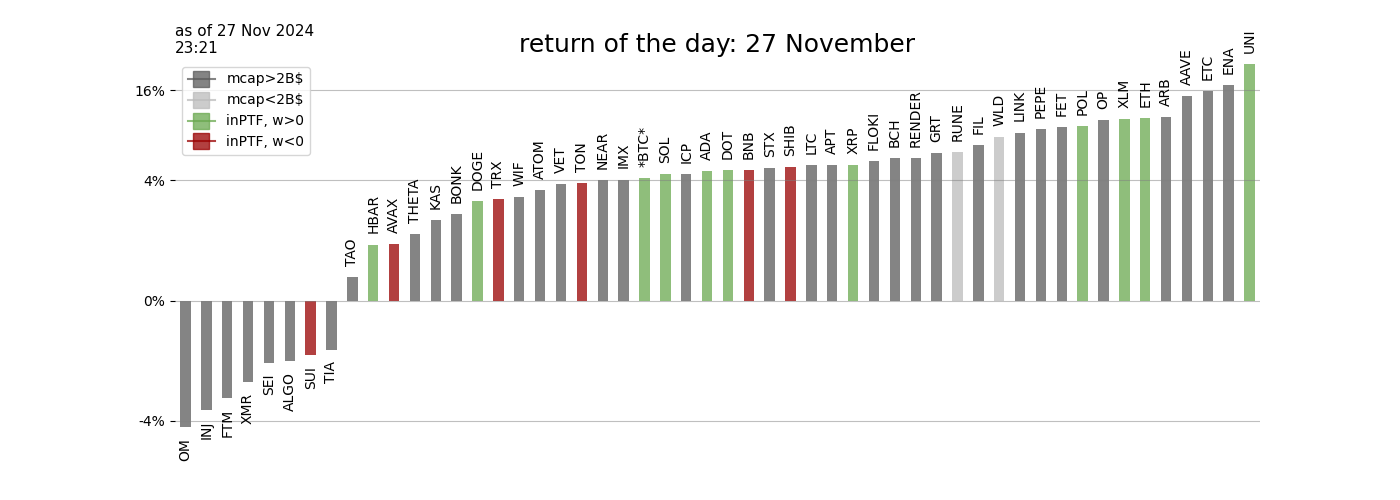 as of 27 Nov 2024
23:21
return of the day: 27 November
mcap>2B$
mcap<2B$
inPTF, w>0
inPTF, w<0
16%
4%
0%
-4%
OM
INJ
FTM
XMR
SEI
ALGO
SUI
TIA
TAO
HBAR
AVAX
THETA
KAS
BONK
DOGE
TRX
WIF
ATOM
VET
TON
NEAR
IMX
*BTC*
SOL
ICP
ADA
DOT
BNB
STX
SHIB
LTC
APT
XRP
FLOKI
BCH
RENDER
GRT
RUNE
FIL
WLD
LINK
PEPE
FET
POL
OP
XLM
ETH
ARB
AAVE
ETC
ENA
UNI